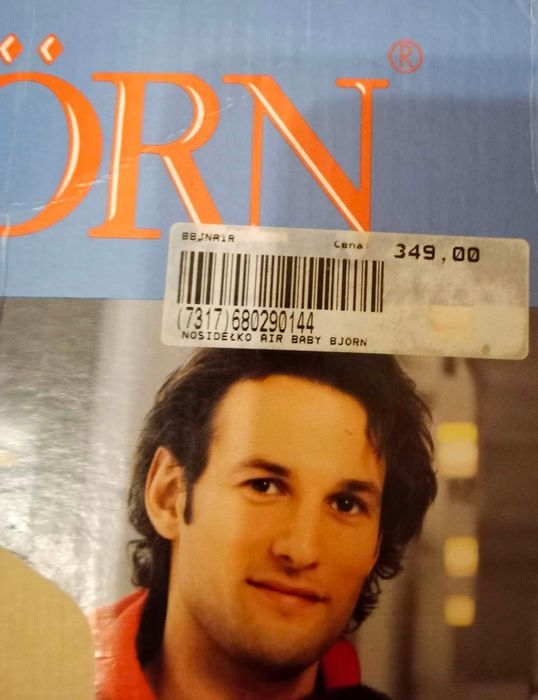 ÖRN®
BBJNAIR Cena: 349,00
(7317)680290144
NOSIDEŁKO AIR BABY BJORN